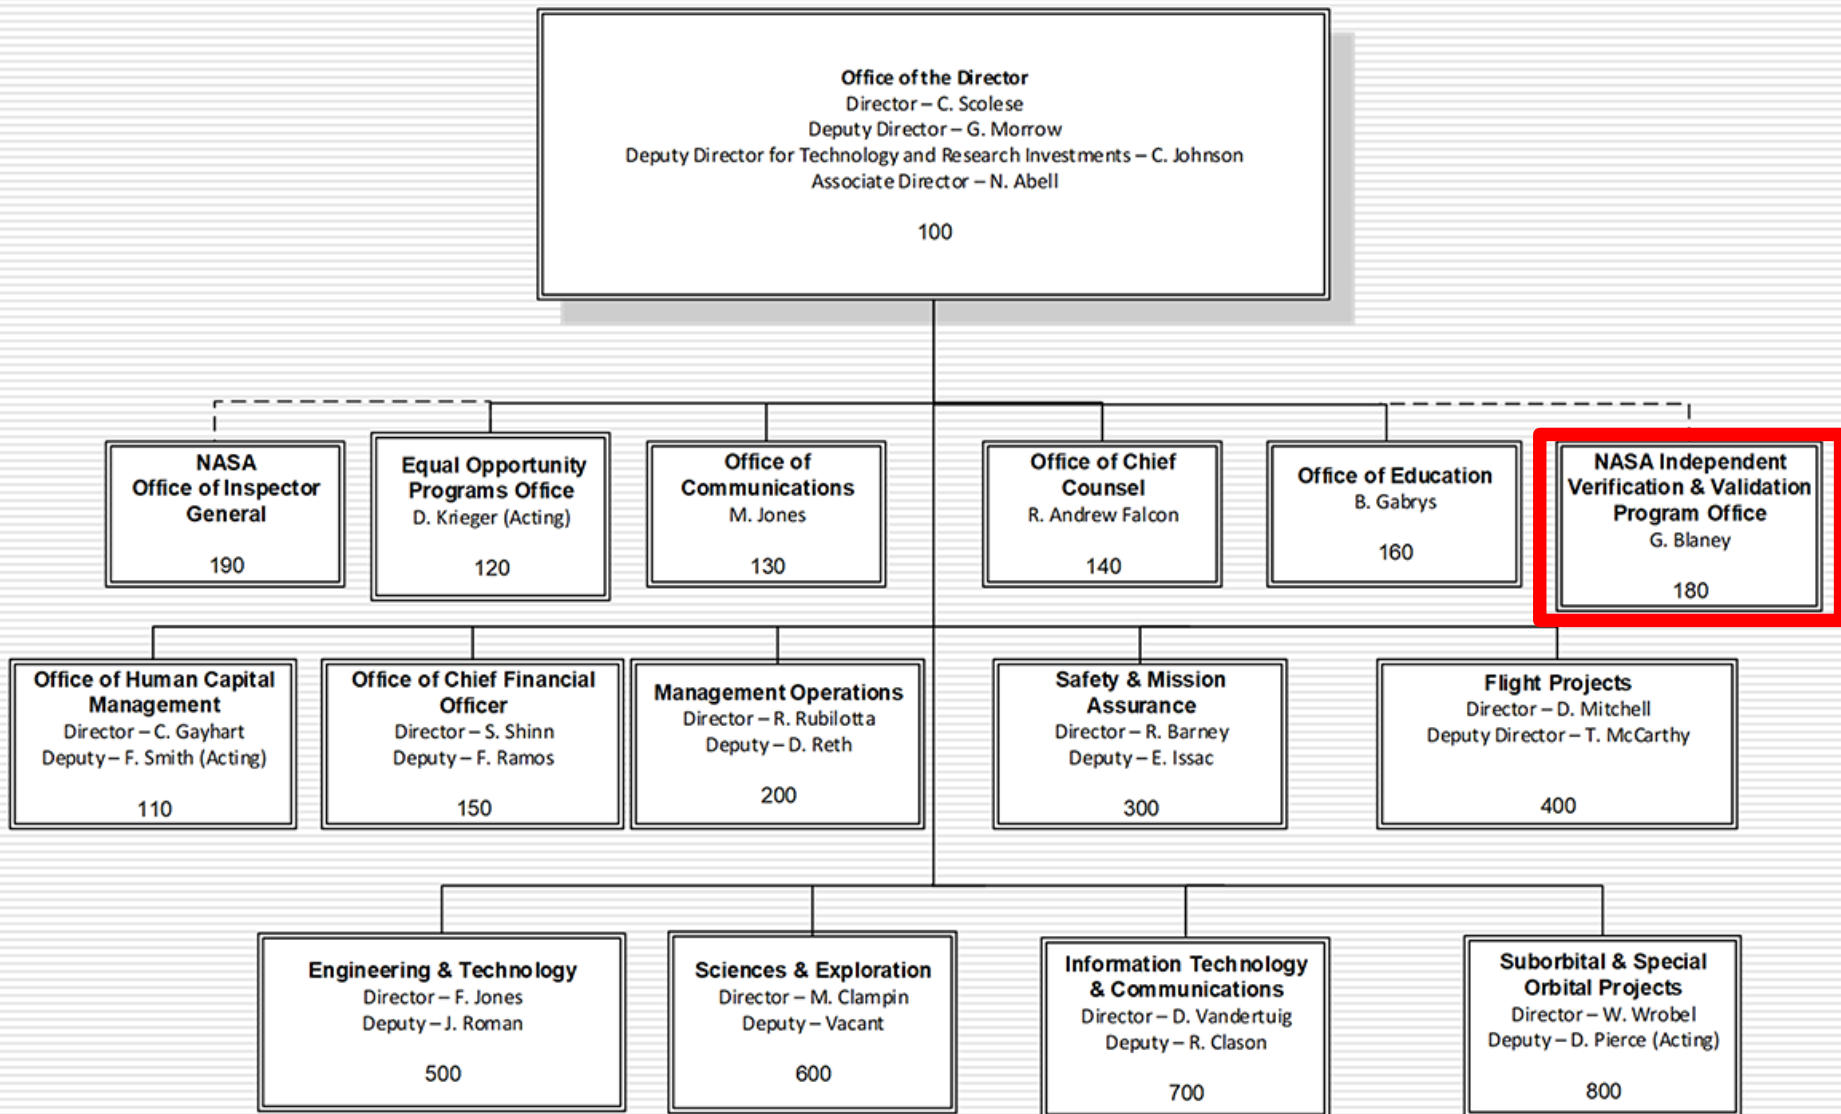 Office of the Director
Director – C. Scolese
Deputy Director – G. Morrow
Deputy Director for Technology and Research Investments – C. Johnson
Associate Director – N. Abell
100
NASA
Office of Inspector
General
190
Equal Opportunity
Programs Office
D. Krieger (Acting)
120
Office of
Communications
M. Jones
130
Office of Chief
Counsel
R. Andrew Falcon
140
Office of Education
B. Gabrys
160
NASA Independent
Verification & Validation
Program Office
G. Blaney
180
Office of Human Capital
Management
Director – C. Gayhart
Deputy – F. Smith (Acting)
110
Office of Chief Financial
Officer
Director – S. Shinn
Deputy – F. Ramos
150
Management Operations
Director – R. Rubilotta
Deputy – D. Reth
200
Safety & Mission
Assurance
Director – R. Barney
Deputy – E. Issac
300
Flight Projects
Director – D. Mitchell
Deputy Director – T. McCarthy
400
Engineering & Technology
Director – F. Jones
Deputy – J. Roman
500
Sciences & Exploration
Director – M. Clampin
Deputy – Vacant
600
Information Technology
& Communications
Director – D. Vandertuig
Deputy – R. Clason
700
Suborbital & Special
Orbital Projects
Director – W. Wrobel
Deputy – D. Pierce (Acting)
800